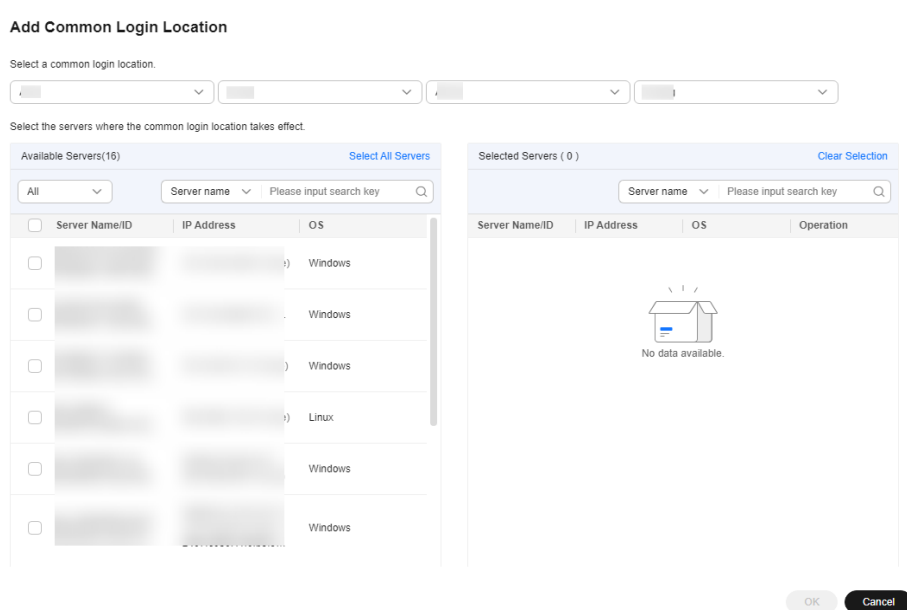 Add Common Login Location
Select a common login location.
Select the servers where the common login location takes effect.
Available Servers(16) Select All Servers
All Server name Please input search key
Server Name/ID IP Address OS
Windows
Windows
Windows
Linux
Windows
Windows
Selected Servers ( 0 ) Clear Selection
Server name Please input search key
Server Name/ID IP Address OS Operation
No data available.
OK Cancel